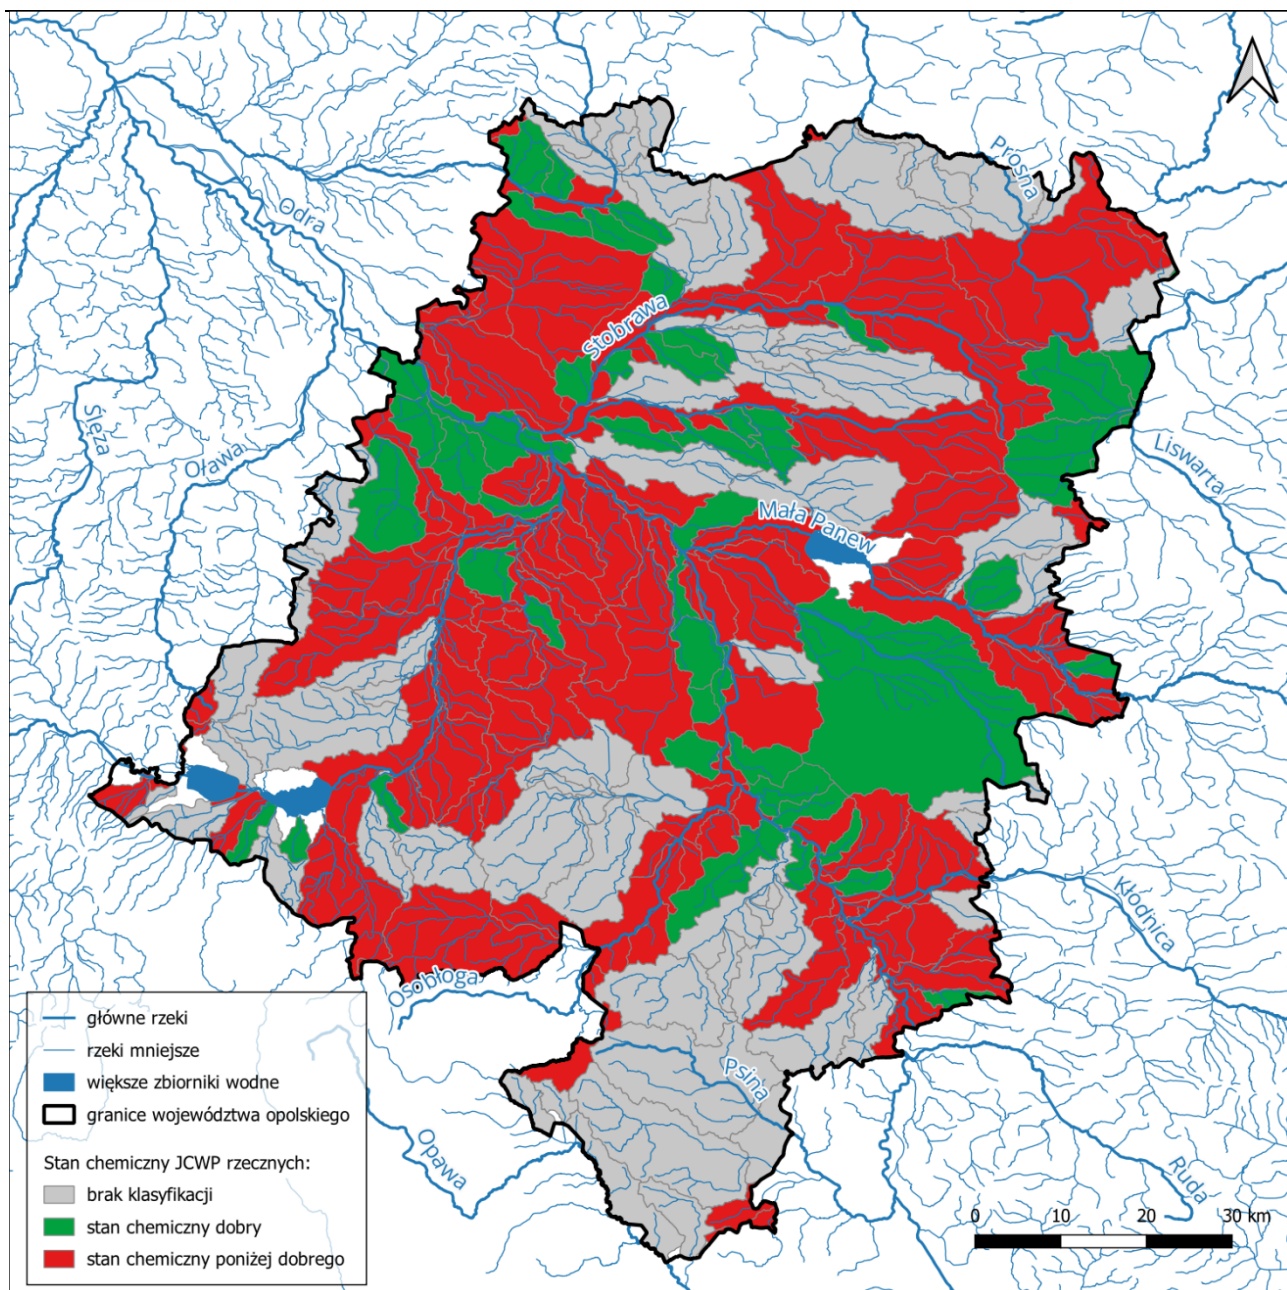 Prosna
Odra
Stobrawa
Ślęza
Oława
Liswarta
Mała Panew
Kłodnica
Osobłoga
Psina
Opawa
Ruda
główne rzeki
rzeki mniejsze
większe zbiorniki wodne
granice województwa opolskiego
Stan chemiczny JCWP rzecznych:
brak klasyfikacji
stan chemiczny dobry
stan chemiczny poniżej dobrego
0 10 20 30 km